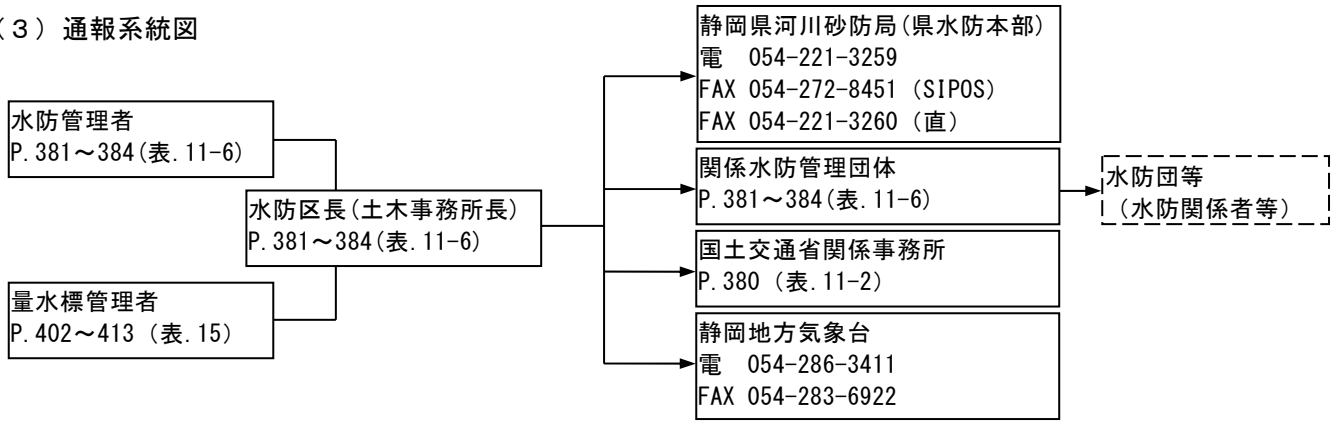 (３) 通報系統図
水防管理者
P.381～384(表.11-6)
水防区長(土木事務所長)
P.381～384(表.11-6)
量水標管理者
P.402～413 (表.15)
静岡県河川砂防局(県水防本部)
電 054-221-3259
FAX 054-272-8451 (SIPOS)
FAX 054-221-3260 (直)
関係水防管理団体
P.381～384(表.11-6)
水防団等
(水防関係者等)
国土交通省関係事務所
P.380 (表.11-2)
静岡地方気象台
電 054-286-3411
FAX 054-283-6922